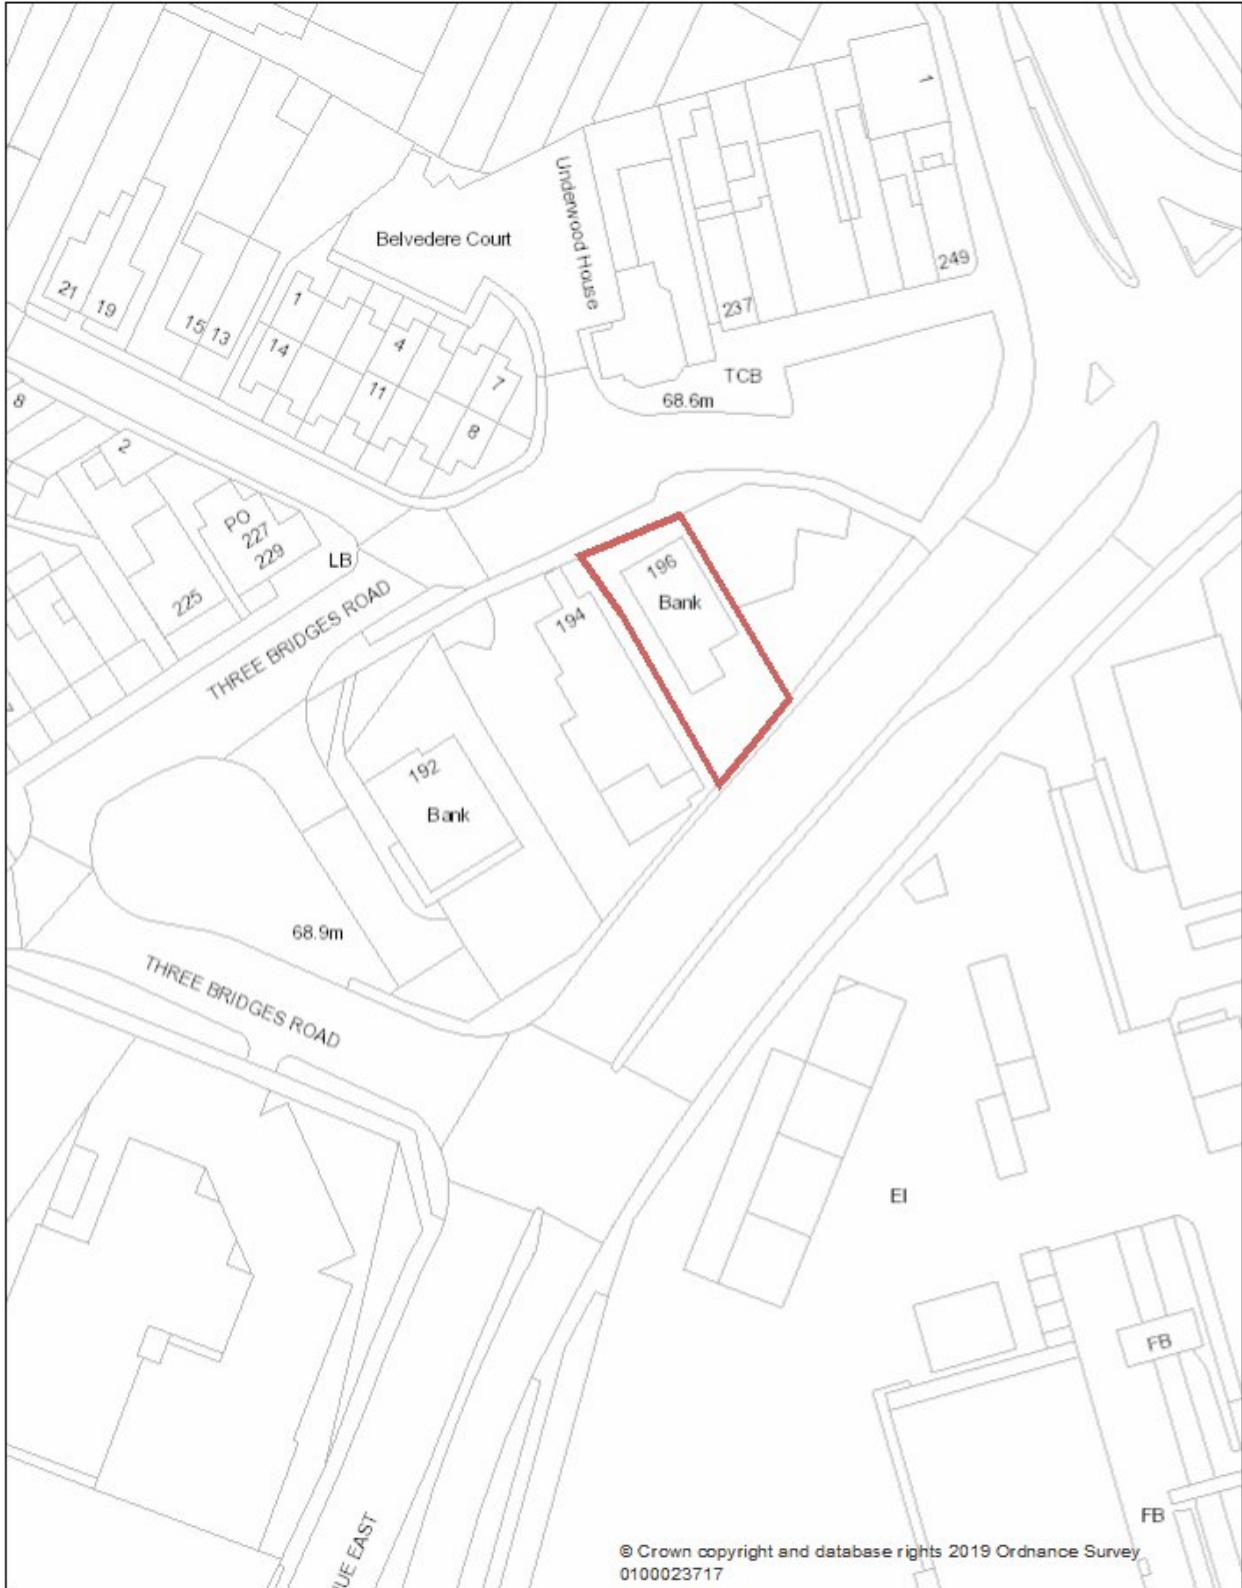 1
Underwood House
Belvedere Court
249
21
19
15
13
1
237
14
4
TCB
7
11
68.6m
8
8
2
PO
227
229
LB
196
Bank
225
194
THREE BRIDGES ROAD
192
Bank
68.9m
THREE BRIDGES ROAD
El
FB
FB
UE EAST
© Crown copyright and database rights 2019 Ordnance Survey
0100023717